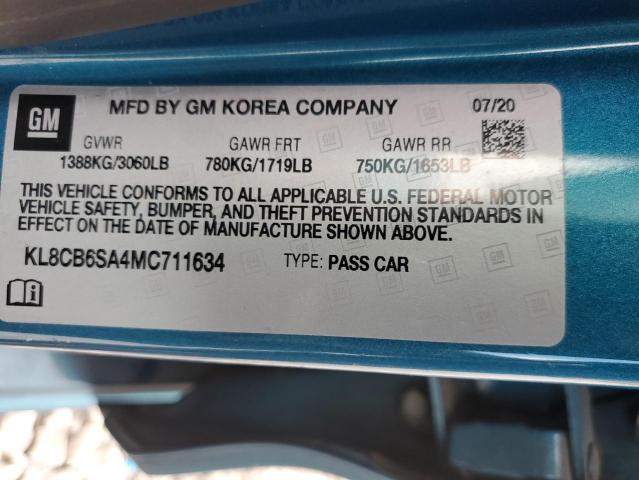 GM
MFD BY GM KOREA COMPANY 07/20
GVWR GAWR FRT GAWR RR
1388KG/3060LB 780KG/1719LB 750KG/1653LB
THIS VEHICLE CONFORMS TO ALL APPLICABLE U.S. FEDERAL MOTOR
VEHICLE SAFETY, BUMPER, AND THEFT PREVENTION STANDARDS IN
EFFECT ON THE DATE OF MANUFACTURE SHOWN ABOVE.
KL8CB6SA4MC711634 TYPE: PASS CAR